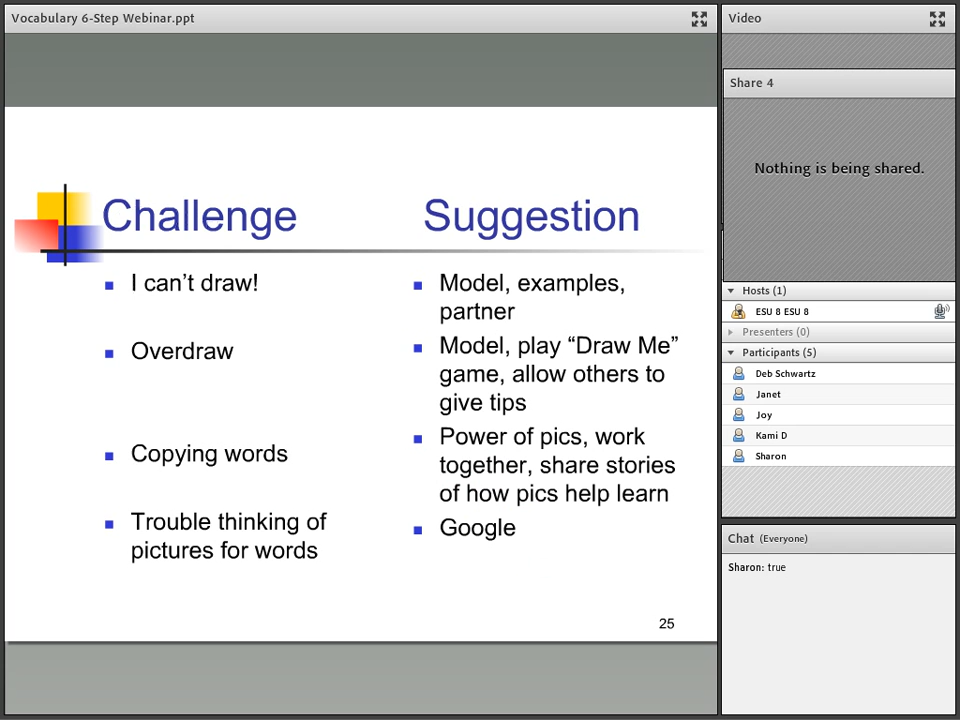 Vocabulary 6-Step Webinar.ppt
Challenge
Suggestion
I can't draw!
Overdraw
Copying words
Trouble thinking of
pictures for words
Model, examples,
partner
Model, play “Draw Me”
game, allow others to
give tips
Power of pics, work
together, share stories
of how pics help learn
Google
25
Video
Share 4
Nothing is being shared.
Hosts (1)
ESU 8 ESU 8
Presenters (0)
Participants (5)
Deb Schwartz
Janet
Joy
Kami D
Sharon
Chat (Everyone)
Sharon: true